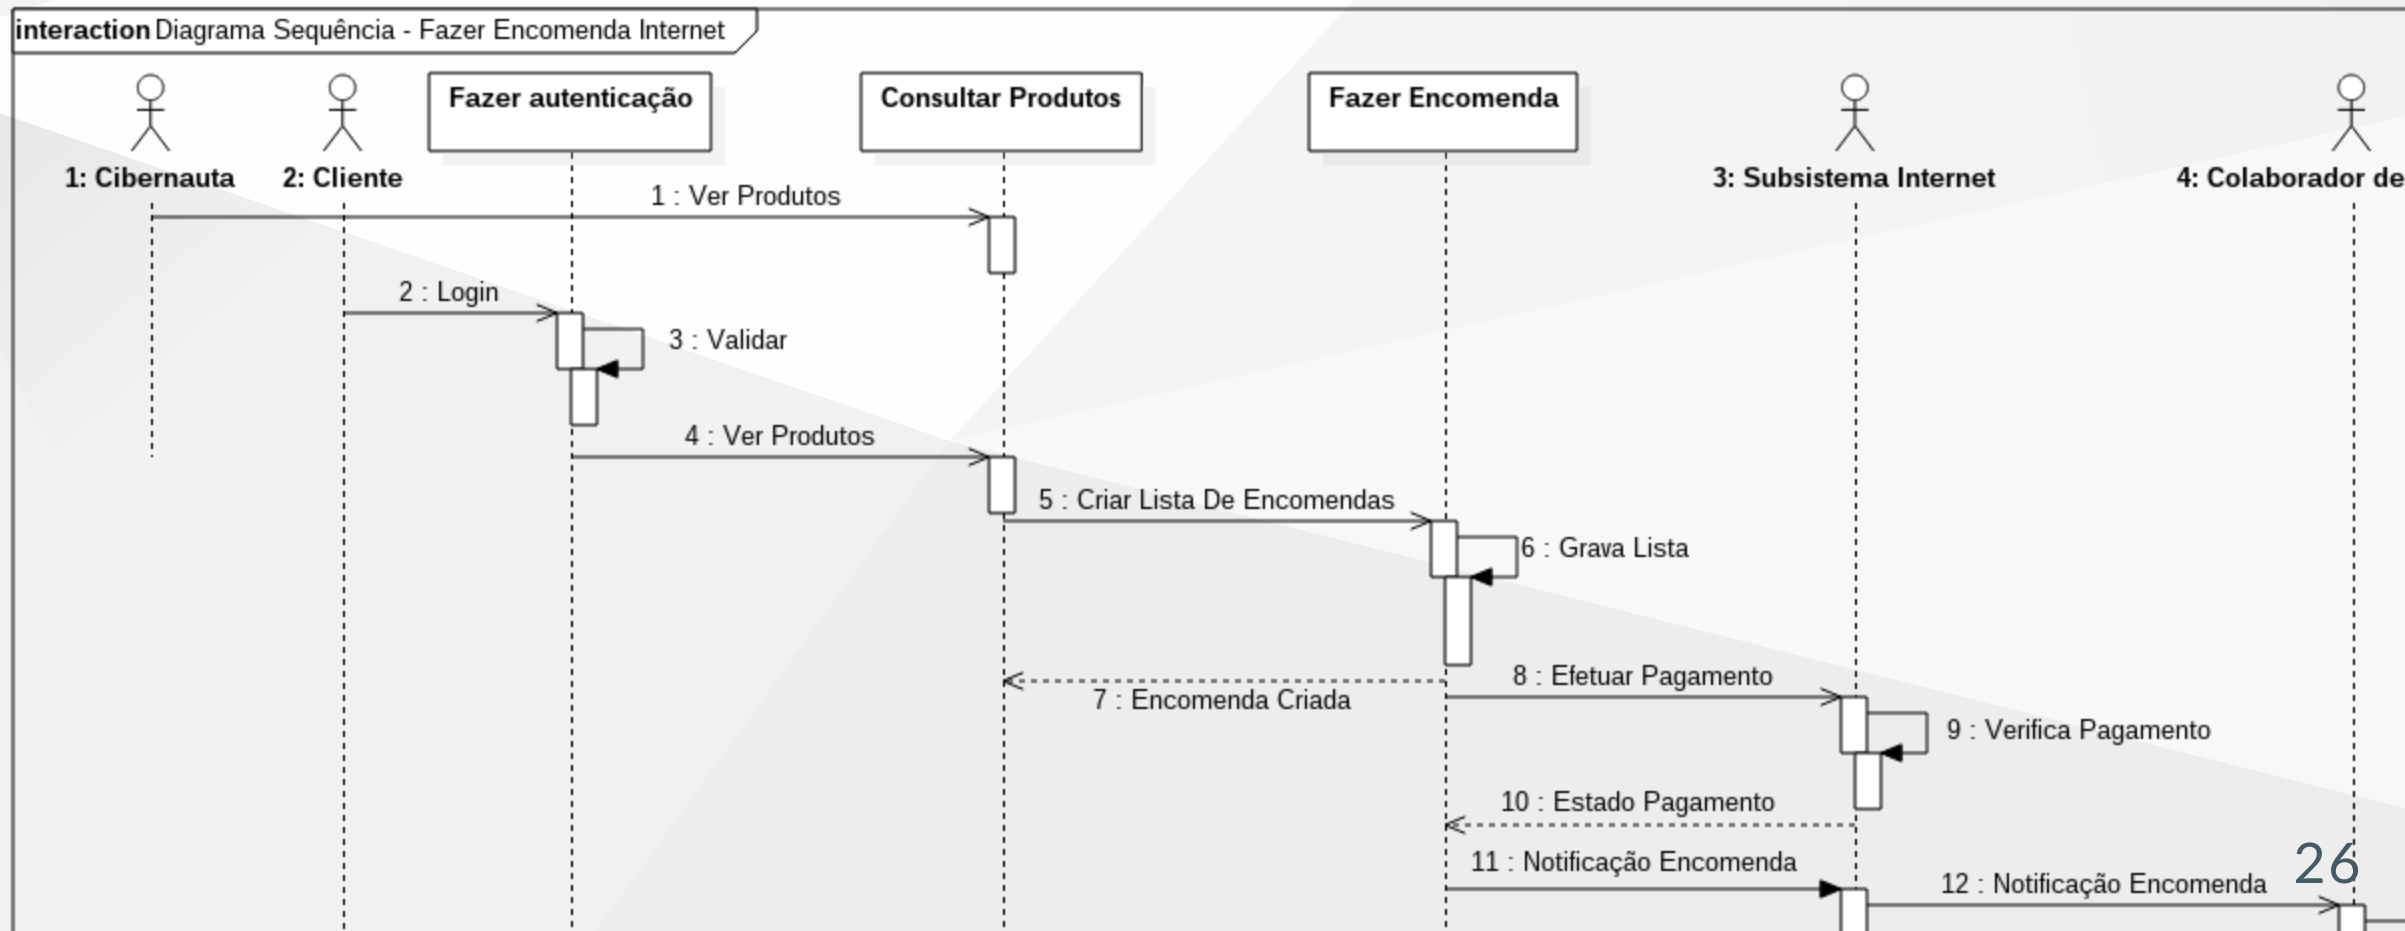 interaction Diagrama Sequência - Fazer Encomenda Internet
Fazer autenticação
Consultar Produtos
Fazer Encomenda
1: Cibernauta
2: Cliente
3: Subsistema Internet
4: Colaborador de
1 : Ver Produtos
2 : Login
3 : Validar
4 : Ver Produtos
5 : Criar Lista De Encomendas
6 : Grava Lista
7 : Encomenda Criada
8 : Efetuar Pagamento
9 : Verifica Pagamento
10 : Estado Pagamento
11 : Notificação Encomenda
12 : Notificação Encomenda
26